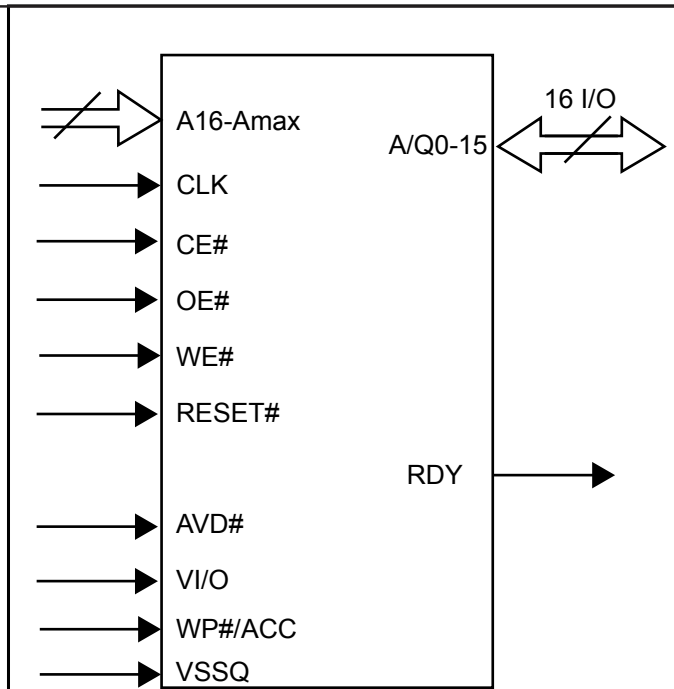 A16-Amax
CLK
CE#
OE#
WE#
RESET#
AVD#
VI/O
WP#/ACC
VSSQ
16 I/O
A/Q0-15
RDY